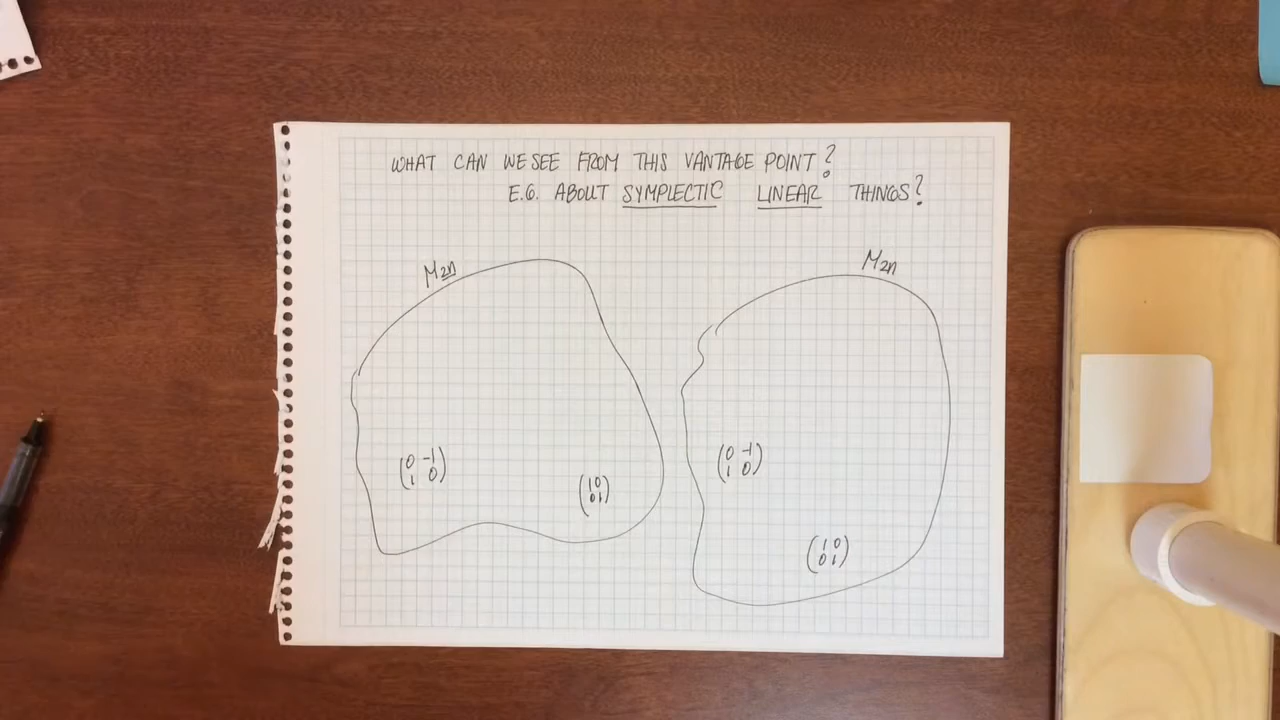 WHAT CAN WE SEE FROM THIS VANTAGE POINT?
E.G. ABOUT SYMPLECTIC LINEAR THINGS?
M2n
M2n
(0 -1
1 0)
(1 0
0 1)
(0 -1
1 0)
(1 0
0 1)